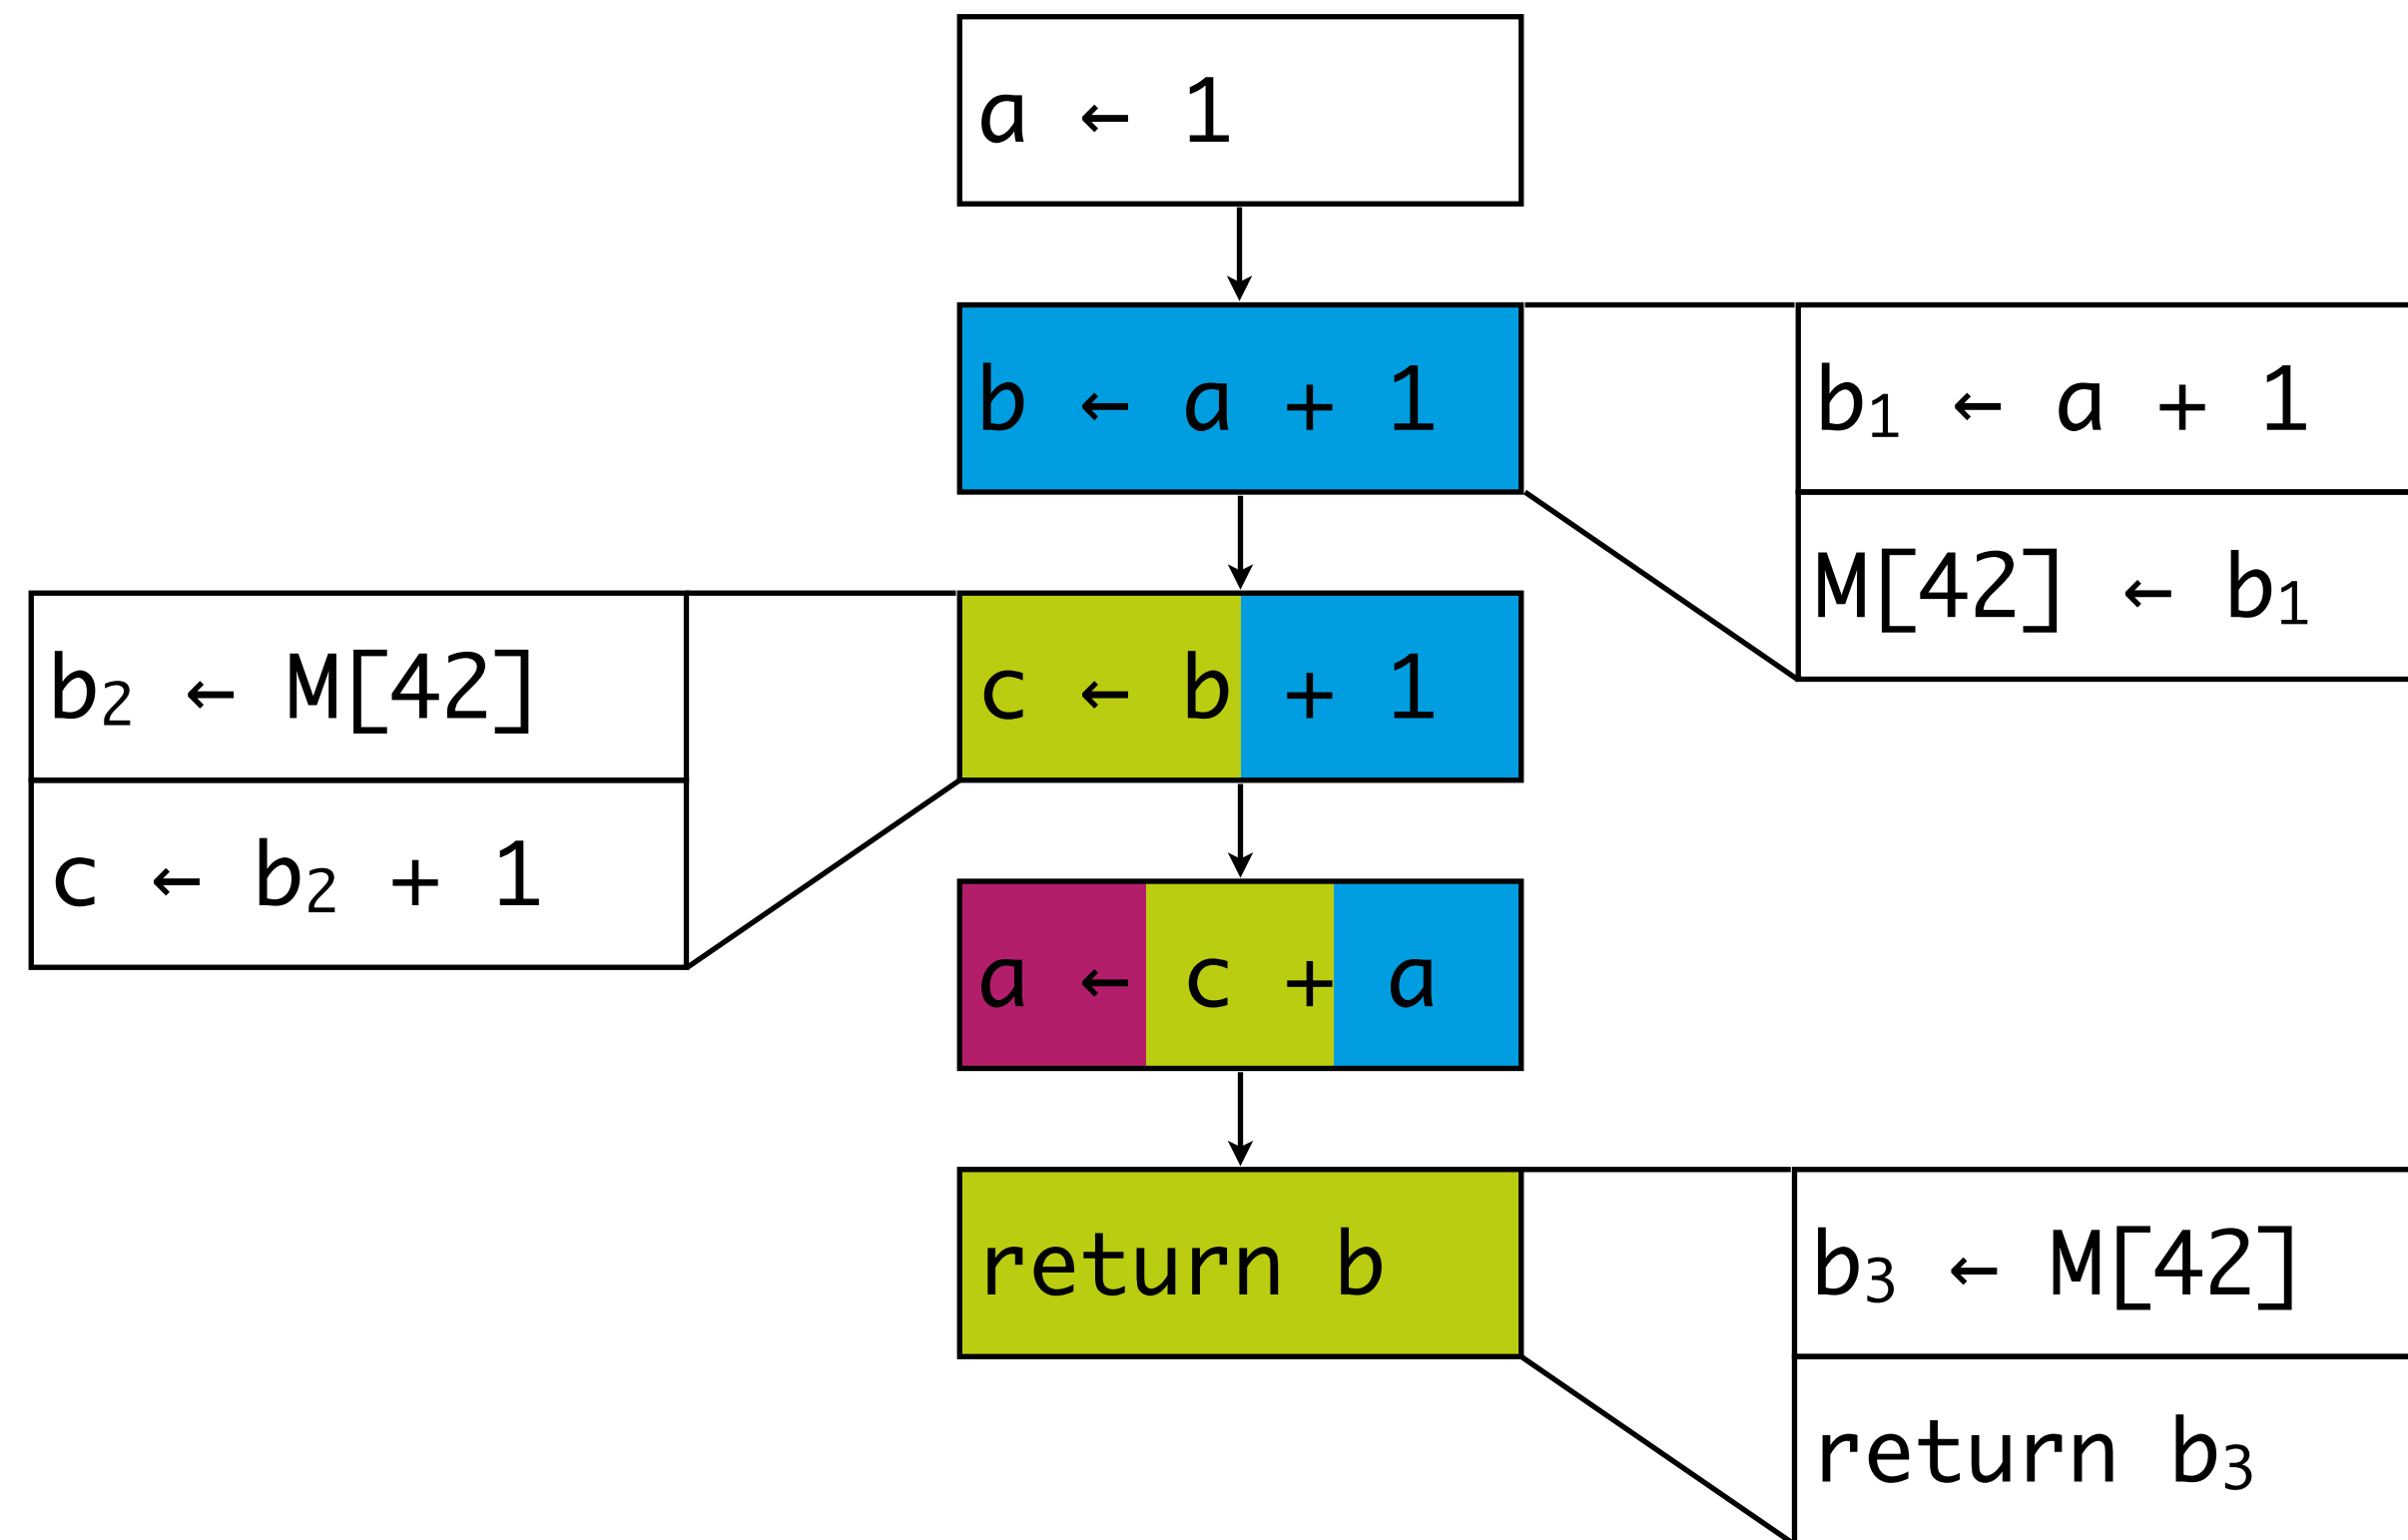 a ← 1
b ← a + 1
b₁ ← a + 1
M[42] ← b₁
c ← b + 1
b₂ ← M[42]
c ← b₂ + 1
a ← c + a
return b
b₃ ← M[42]
return b₃